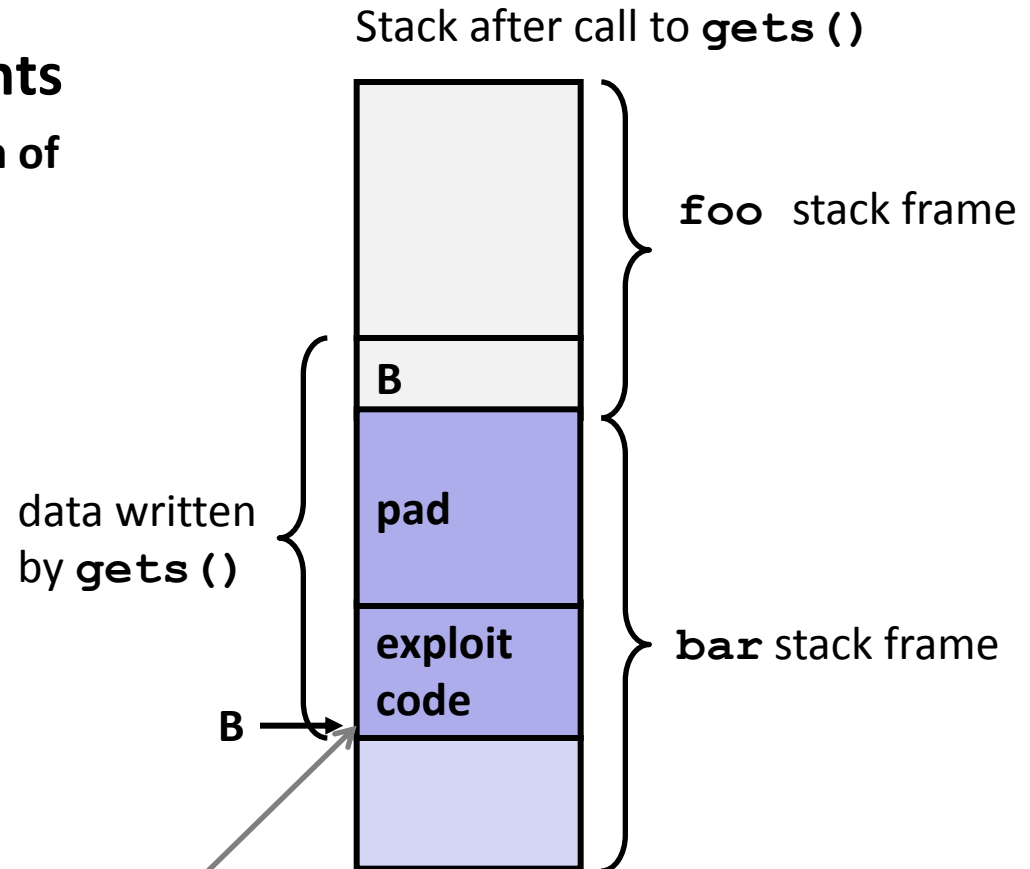 Stack after call to gets()
nts
n of
foo stack frame
B
pad
data written
by gets()
exploit
code
bar stack frame
B